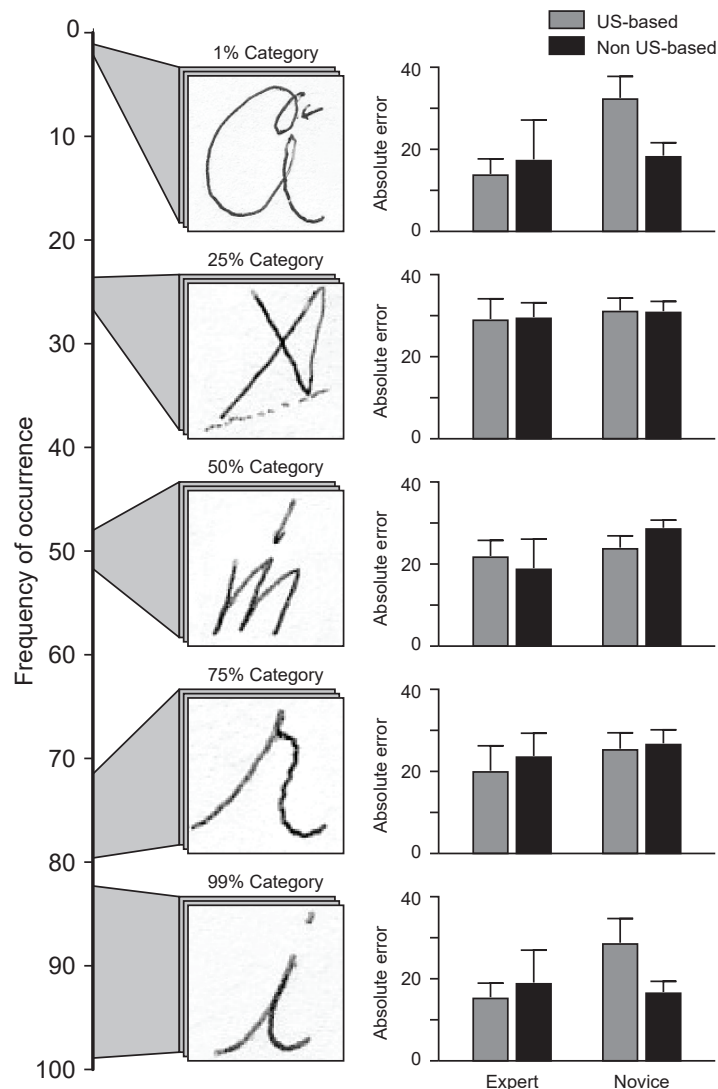 US-based
Non US-based
Frequency of occurrence
0
10
20
30
40
50
60
70
80
90
100
1% Category
a
Absolute error
40
20
0
25% Category
Absolute error
40
20
0
50% Category
m
Absolute error
40
20
0
75% Category
r
Absolute error
40
20
0
99% Category
i
Absolute error
40
20
0
Expert Novice